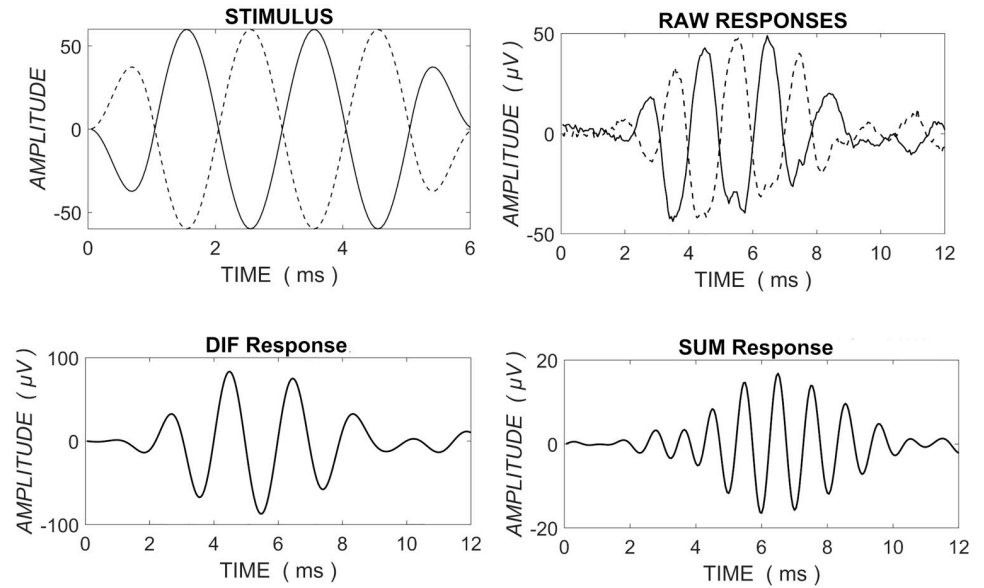 STIMULUS
50
0
-50
AMPLITUDE
0 2 4 6
TIME ( ms )
RAW RESPONSES
50
0
-50
AMPLITUDE ( µV )
0 2 4 6 8 10 12
TIME ( ms )
DIF Response
100
0
-100
AMPLITUDE ( µV )
0 2 4 6 8 10 12
TIME ( ms )
SUM Response
20
0
-20
AMPLITUDE ( µV )
0 2 4 6 8 10 12
TIME ( ms )